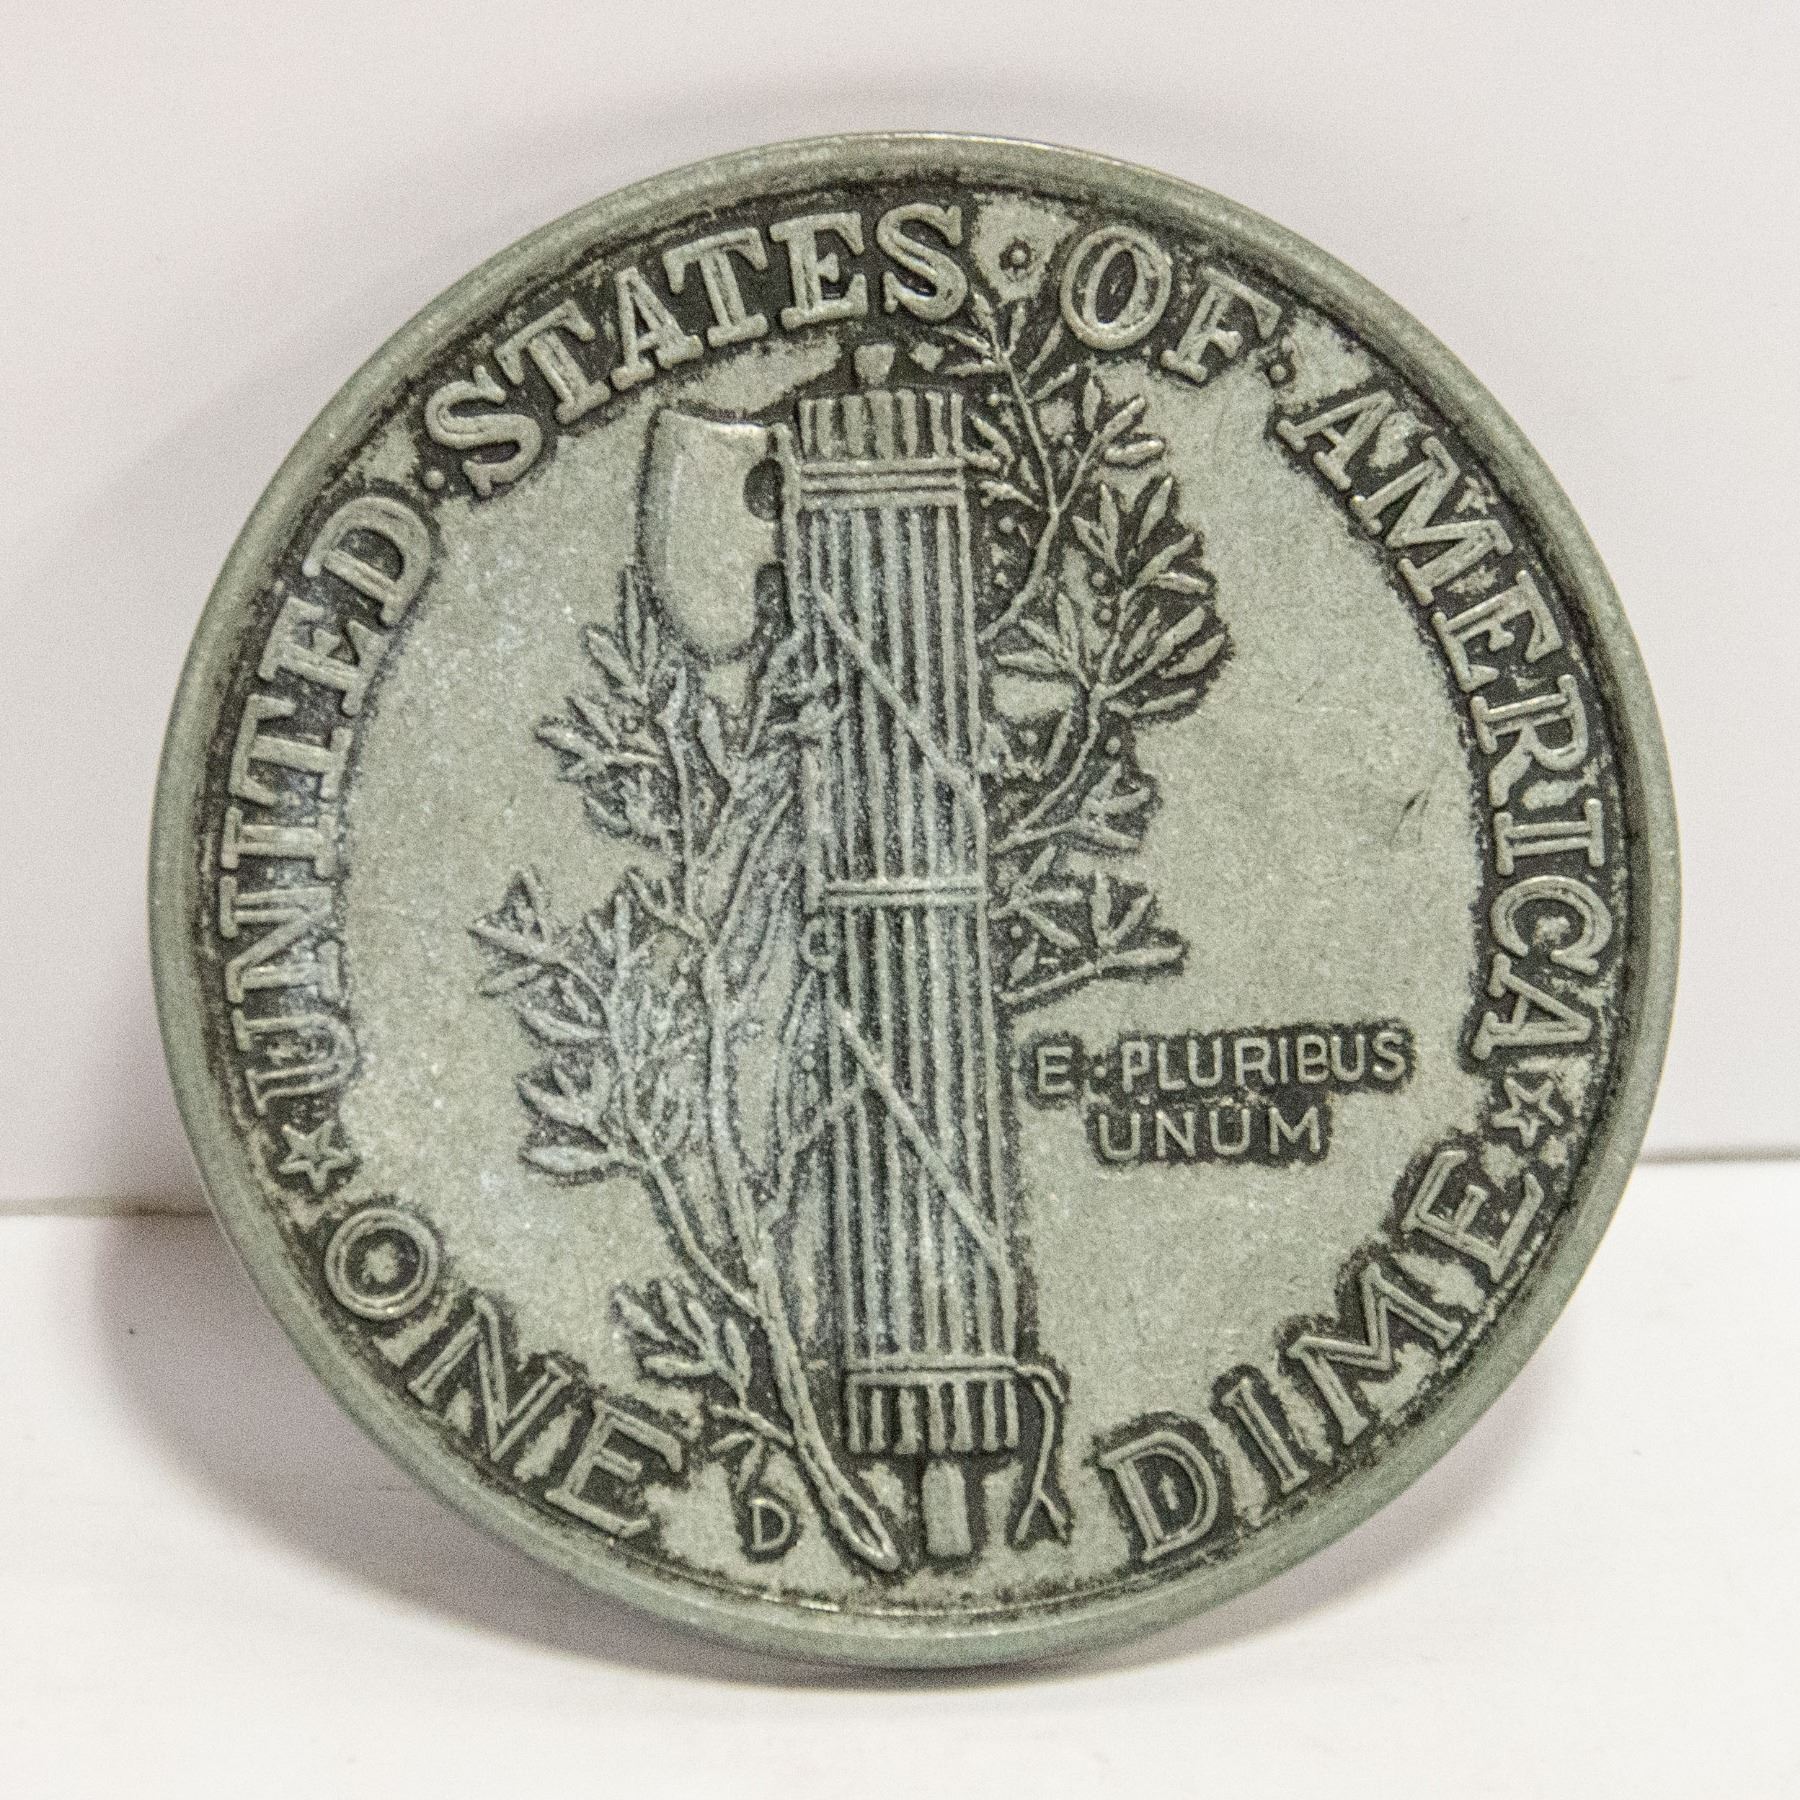 UNITED·STATES·OF·AMERICA
E·PLURIBUS
UNUM
ONE DIME
D